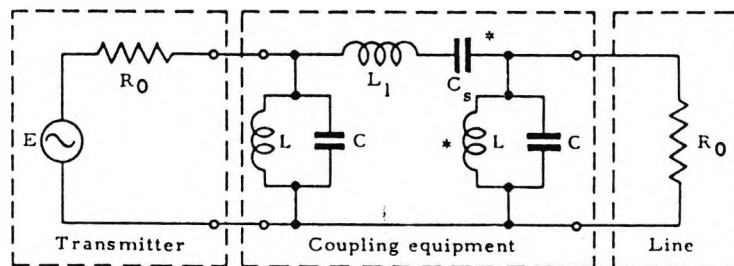 *
R0
L1
Cs
E
L
C
*
L
C
R0
Transmitter
Coupling equipment
Line